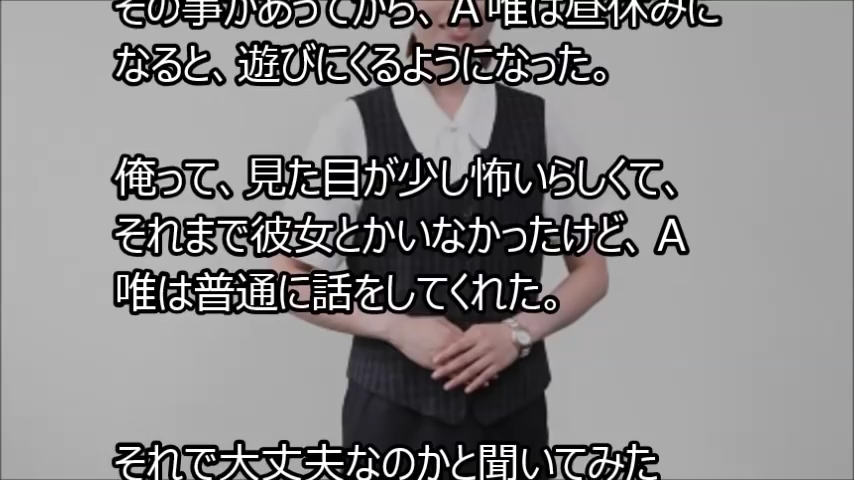 その事があってから、A唯は昼休みに
なると、遊びにくるようになった。
俺って、見た目が少し怖いらしくて、
それまで彼女とかいなかったけど、A
唯は普通に話をしてくれた。
それで大丈夫なのかと聞いてみた